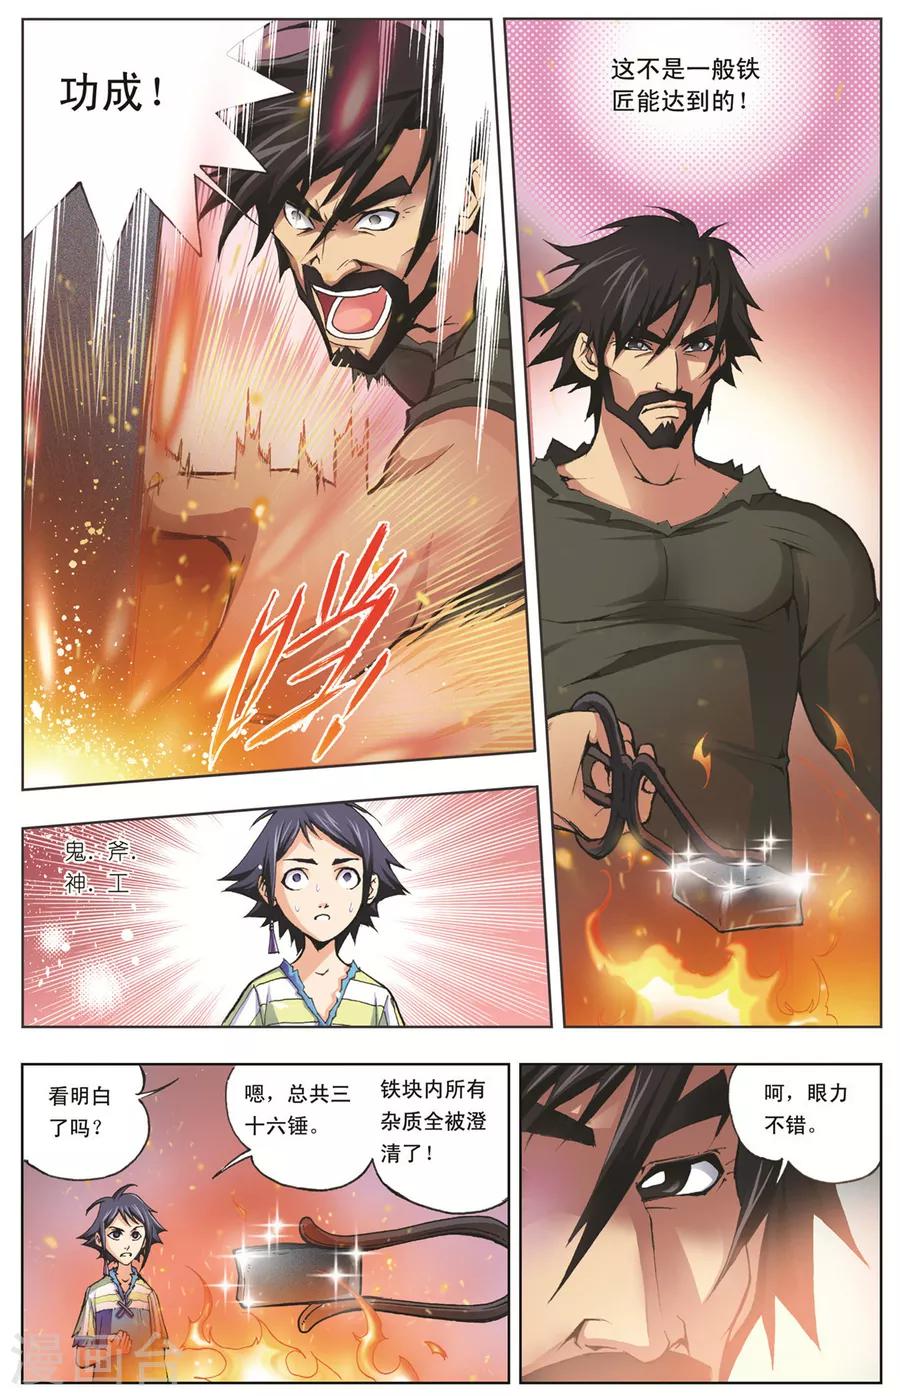 功成！
这不是一般铁
匠能达到的！
当！
鬼.斧.
神.工
看明白
了吗？
嗯，总共三
十六锤。
铁块内所有
杂质全被澄
清了！
呵，眼力
不错。
漫画台